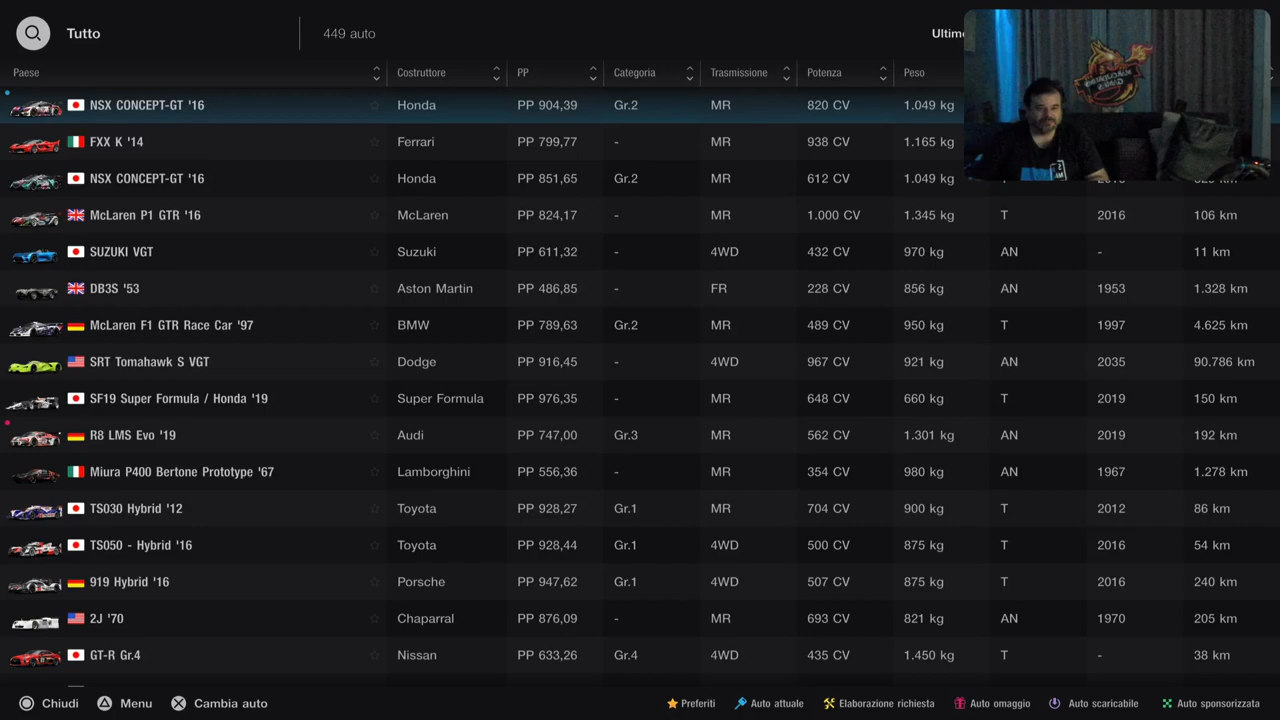 Tutto 449 auto Ultime
Paese Costruttore PP Categoria Trasmissione Potenza Peso
NSX CONCEPT-GT '16 Honda PP 904,39 Gr.2 MR 820 CV 1.049 kg
FXX K '14 Ferrari PP 799,77 - MR 938 CV 1.165 kg
NSX CONCEPT-GT '16 Honda PP 851,65 Gr.2 MR 612 CV 1.049 kg
McLaren P1 GTR '16 McLaren PP 824,17 - MR 1.000 CV 1.345 kg T 2016 106 km
SUZUKI VGT Suzuki PP 611,32 - 4WD 432 CV 970 kg AN - 11 km
DB3S '53 Aston Martin PP 486,85 - FR 228 CV 856 kg AN 1953 1.328 km
McLaren F1 GTR Race Car '97 BMW PP 789,63 Gr.2 MR 489 CV 950 kg T 1997 4.625 km
SRT Tomahawk S VGT Dodge PP 916,45 - 4WD 967 CV 921 kg AN 2035 90.786 km
SF19 Super Formula / Honda '19 Super Formula PP 976,35 - MR 648 CV 660 kg T 2019 150 km
R8 LMS Evo '19 Audi PP 747,00 Gr.3 MR 562 CV 1.301 kg AN 2019 192 km
Miura P400 Bertone Prototype '67 Lamborghini PP 556,36 - MR 354 CV 980 kg AN 1967 1.278 km
TS030 Hybrid '12 Toyota PP 928,27 Gr.1 MR 704 CV 900 kg T 2012 86 km
TS050 - Hybrid '16 Toyota PP 928,44 Gr.1 4WD 500 CV 875 kg T 2016 54 km
919 Hybrid '16 Porsche PP 947,62 Gr.1 4WD 507 CV 875 kg T 2016 240 km
2J '70 Chaparral PP 876,09 - MR 693 CV 821 kg AN 1970 205 km
GT-R Gr.4 Nissan PP 633,26 Gr.4 4WD 435 CV 1.450 kg T - 38 km
Chiudi Menu Cambia auto Preferiti Auto attuale Elaborazione richiesta Auto omaggio Auto scaricabile Auto sponsorizzata